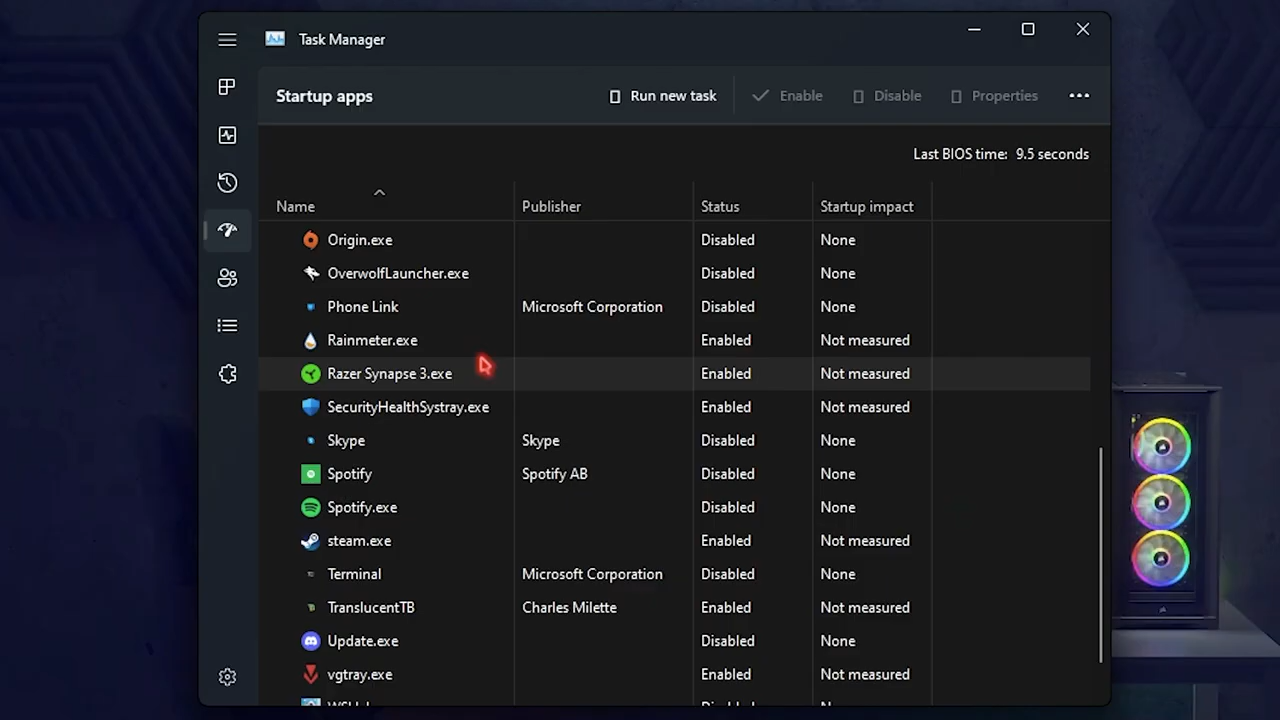 Task Manager
Startup apps
Run new task
Enable
Disable
Properties
Last BIOS time: 9.5 seconds
Name Publisher Status Startup impact
Origin.exe Disabled None
OverwolfLauncher.exe Disabled None
Phone Link Microsoft Corporation Disabled None
Rainmeter.exe Enabled Not measured
Razer Synapse 3.exe Enabled Not measured
SecurityHealthSystray.exe Enabled Not measured
Skype Skype Disabled None
Spotify Spotify AB Disabled None
Spotify.exe Disabled None
steam.exe Enabled Not measured
Terminal Microsoft Corporation Disabled None
TranslucentTB Charles Milette Enabled Not measured
Update.exe Disabled None
vgtray.exe Enabled Not measured